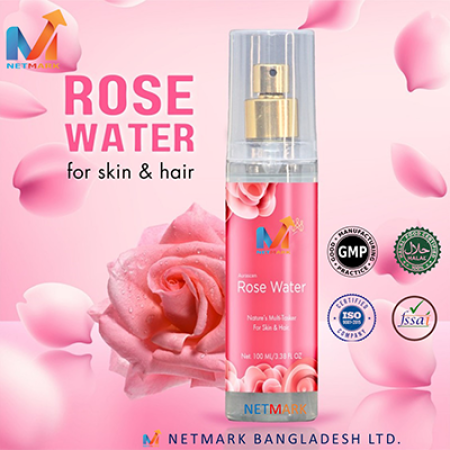 NETMARK
ROSE
WATER
for skin & hair
Rose Water
Nature's Multi-Tasker
For Skin & Hair
Net. 100 ML/3.38 fl. OZ
NETMARK
GOOD MANUFACTURING PRACTICE
GMP
HALAL
CERTIFIED
ISO
COMPANY
fssai
NETMARK BANGLADESH LTD.